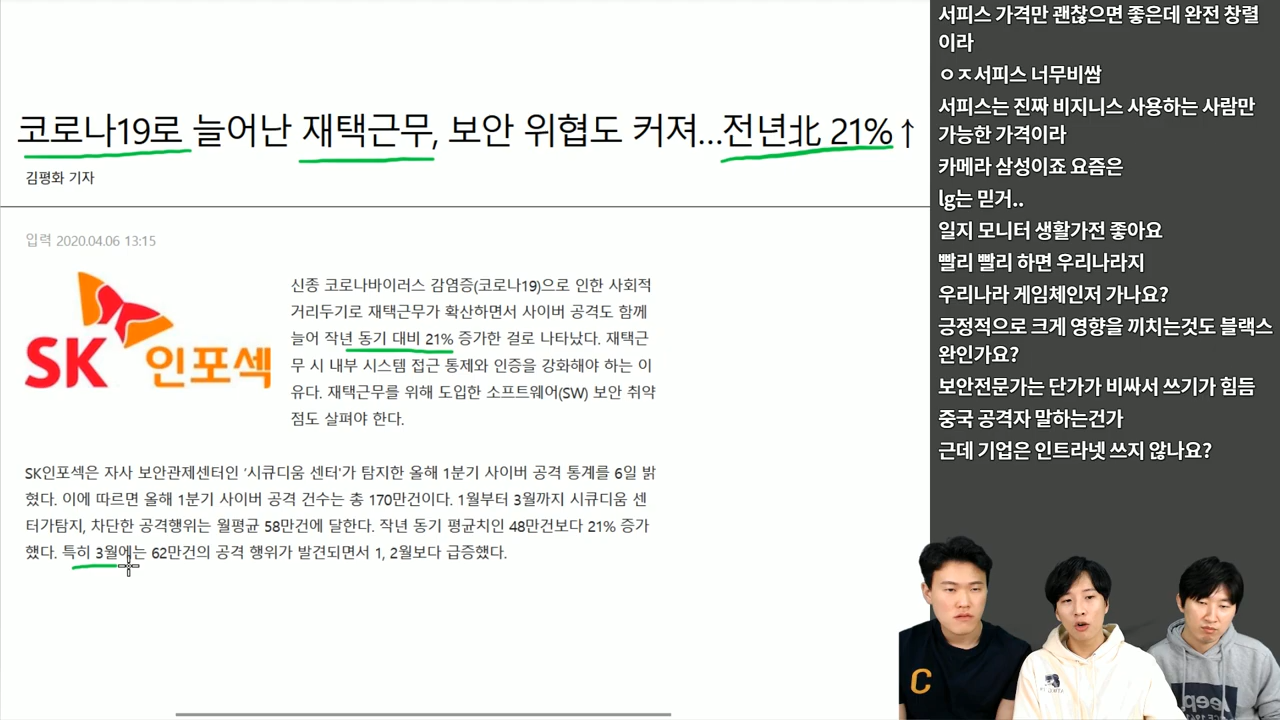 코로나19로 늘어난 재택근무, 보안 위협도 커져...전년北 21%↑
김평화 기자
입력 2020.04.06 13:15
SK 인포섹
신종 코로나바이러스 감염증(코로나19)으로 인한 사회적
거리두기로 재택근무가 확산하면서 사이버 공격도 함께
늘어 작년 동기 대비 21% 증가한 걸로 나타났다. 재택근
무 시 내부 시스템 접근 통제와 인증을 강화해야 하는 이
유다. 재택근무를 위해 도입한 소프트웨어(SW) 보안 취약
점도 살펴야 한다.
SK인포섹은 자사 보안관제센터인 ‘시큐디움 센터'가 탐지한 올해 1분기 사이버 공격 통계를 6일 밝
혔다. 이에 따르면 올해 1분기 사이버 공격 건수는 총 170만건이다. 1월부터 3월까지 시큐디움 센
터가탐지, 차단한 공격행위는 월평균 58만건에 달한다. 작년 동기 평균치인 48만건보다 21% 증가
했다. 특히 3월에는 62만건의 공격 행위가 발견되면서 1, 2월보다 급증했다.
서피스 가격만 괜찮으면 좋은데 완전 창렬
이라
ㅇㅈ서피스 너무비쌈
서피스는 진짜 비지니스 사용하는 사람만
가능한 가격이라
카메라 삼성이죠 요즘은
lg는 믿거..
일지 모니터 생활가전 좋아요
빨리 빨리 하면 우리나라지
우리나라 게임체인저 가나요?
긍정적으로 크게 영향을 끼치는것도 블랙스
완인가요?
보안전문가는 단가가 비싸서 쓰기가 힘듬
중국 공격자 말하는건가
근데 기업은 인트라넷 쓰지 않나요?
C